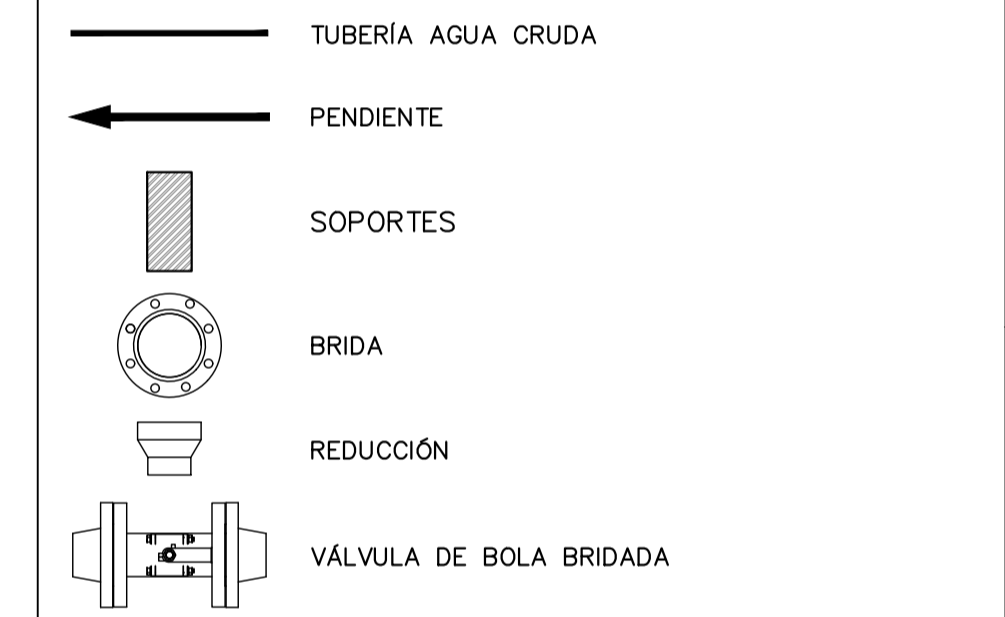 TUBERÍA AGUA CRUDA
PENDIENTE
SOPORTES
BRIDA
REDUCCIÓN
VÁLVULA DE BOLA BRIDADA